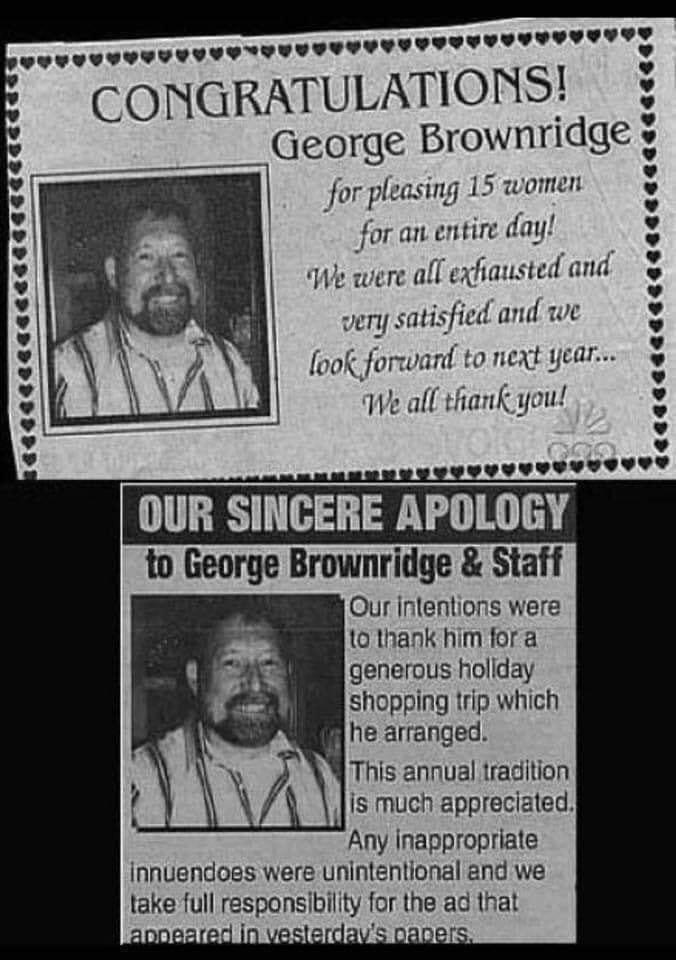 CONGRATULATIONS!
George Brownridge
for pleasing 15 women
for an entire day!
We were all exhausted and
very satisfied and we
look forward to next year...
We all thank you!
OUR SINCERE APOLOGY
to George Brownridge & Staff
Our intentions were
to thank him for a
generous holiday
shopping trip which
he arranged.
This annual tradition
is much appreciated.
Any inappropriate
innuendoes were unintentional and we
take full responsibility for the ad that
appeared in yesterday's papers.